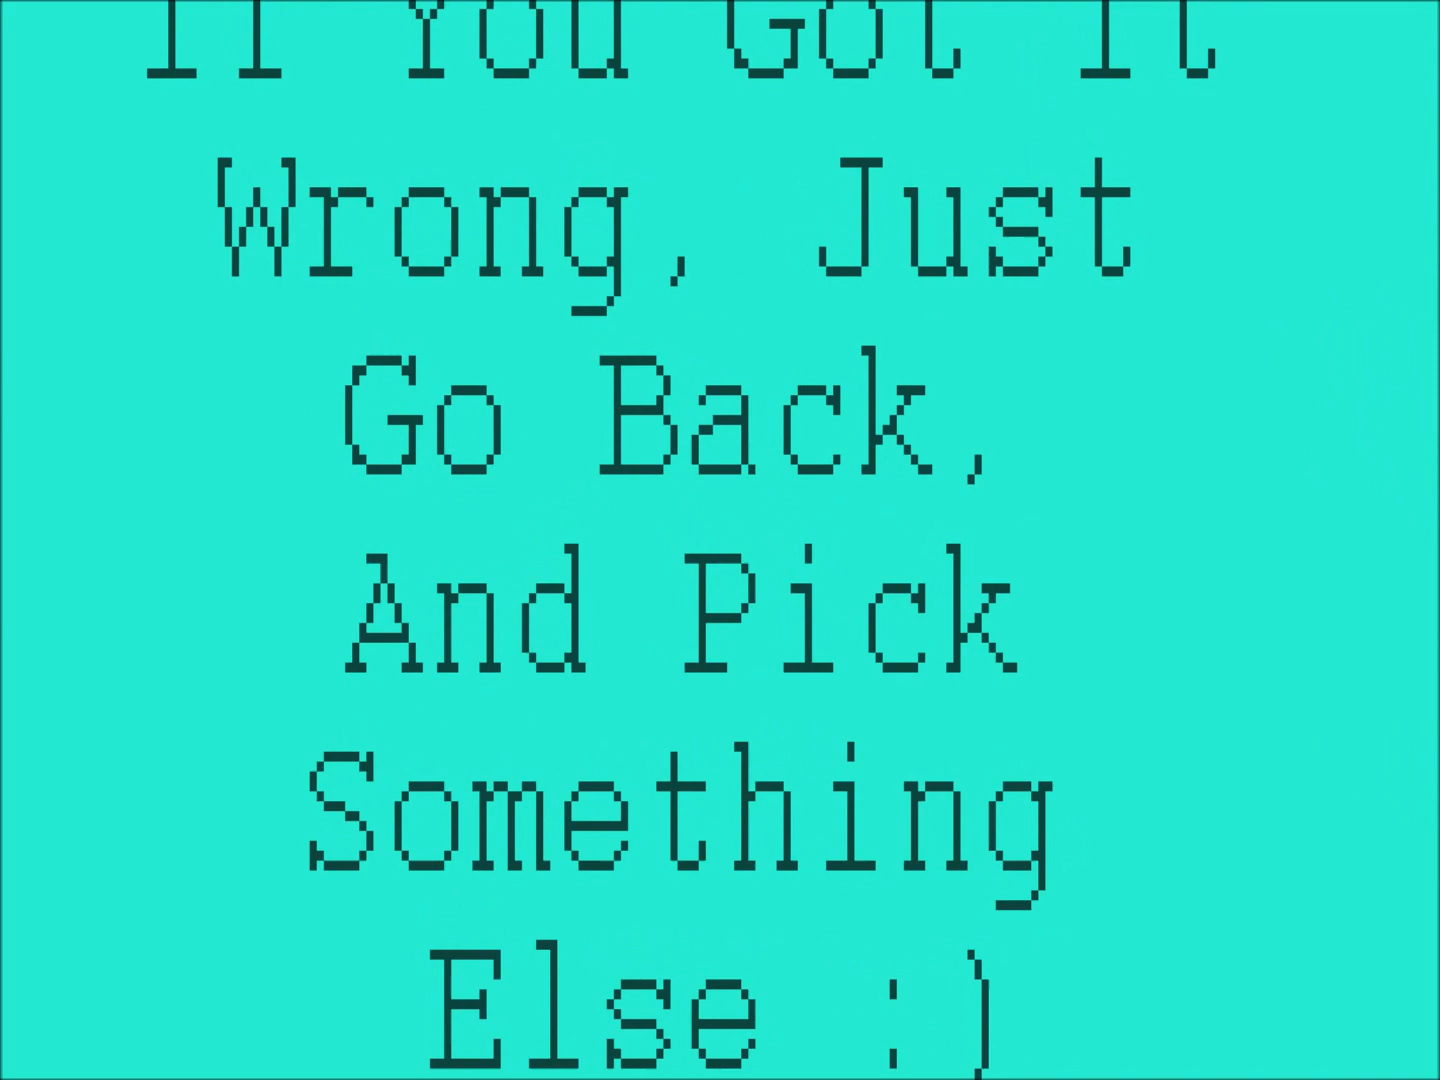 If You Got It
Wrong, Just
Go Back,
And Pick
Something
Else :)